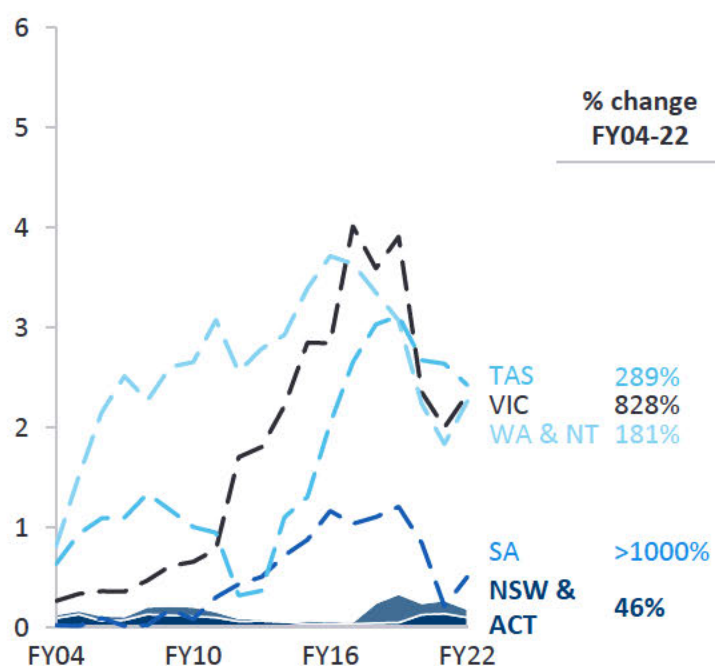 6
% change
FY04-22
5
4
3
TAS 289%
VIC 828%
2
WA & NT 181%
1
SA >1000%
NSW &
ACT 46%
0
FY04 FY10 FY16 FY22